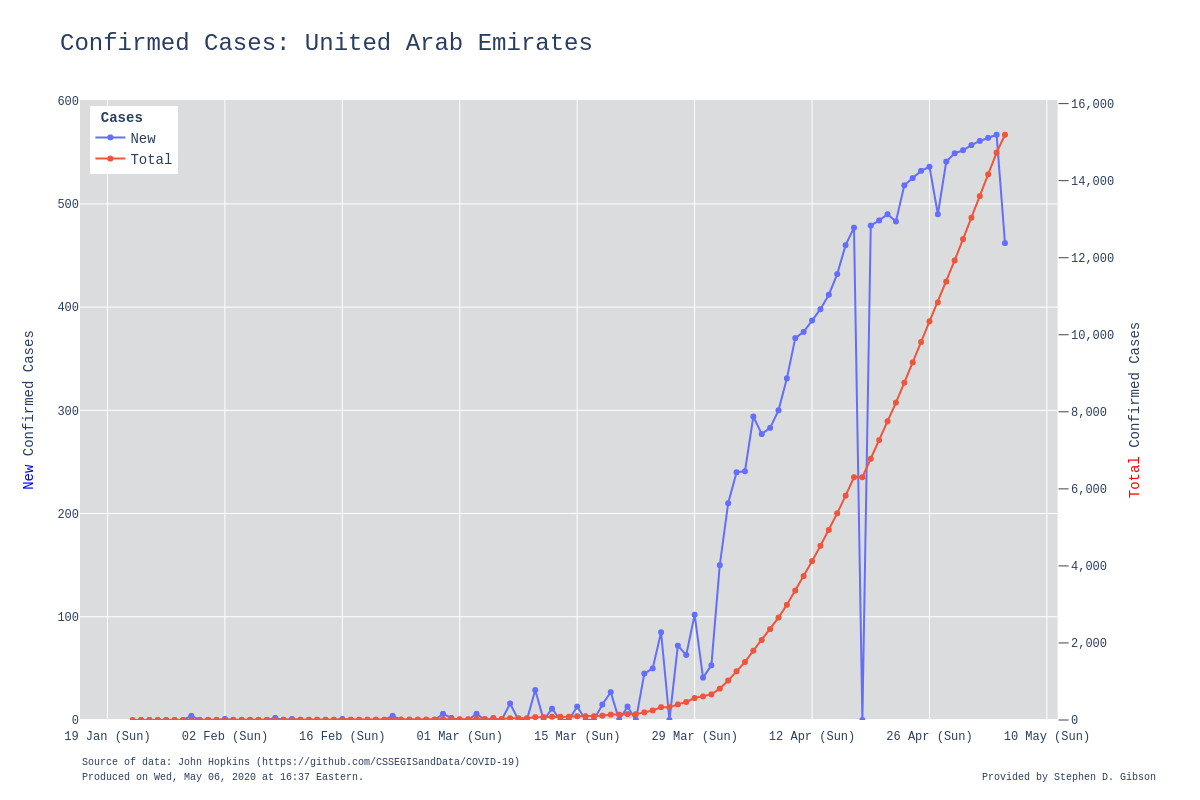 Confirmed Cases: United Arab Emirates
Cases
New
Total
600
500
400
300
200
100
0
16,000
14,000
12,000
10,000
8,000
6,000
4,000
2,000
0
New Confirmed Cases
Total Confirmed Cases
19 Jan (Sun) 02 Feb (Sun) 16 Feb (Sun) 01 Mar (Sun) 15 Mar (Sun) 29 Mar (Sun) 12 Apr (Sun) 26 Apr (Sun) 10 May (Sun)
Source of data: John Hopkins (https://github.com/CSSEGISandData/COVID-19)
Produced on Wed, May 06, 2020 at 16:37 Eastern.
Provided by Stephen D. Gibson